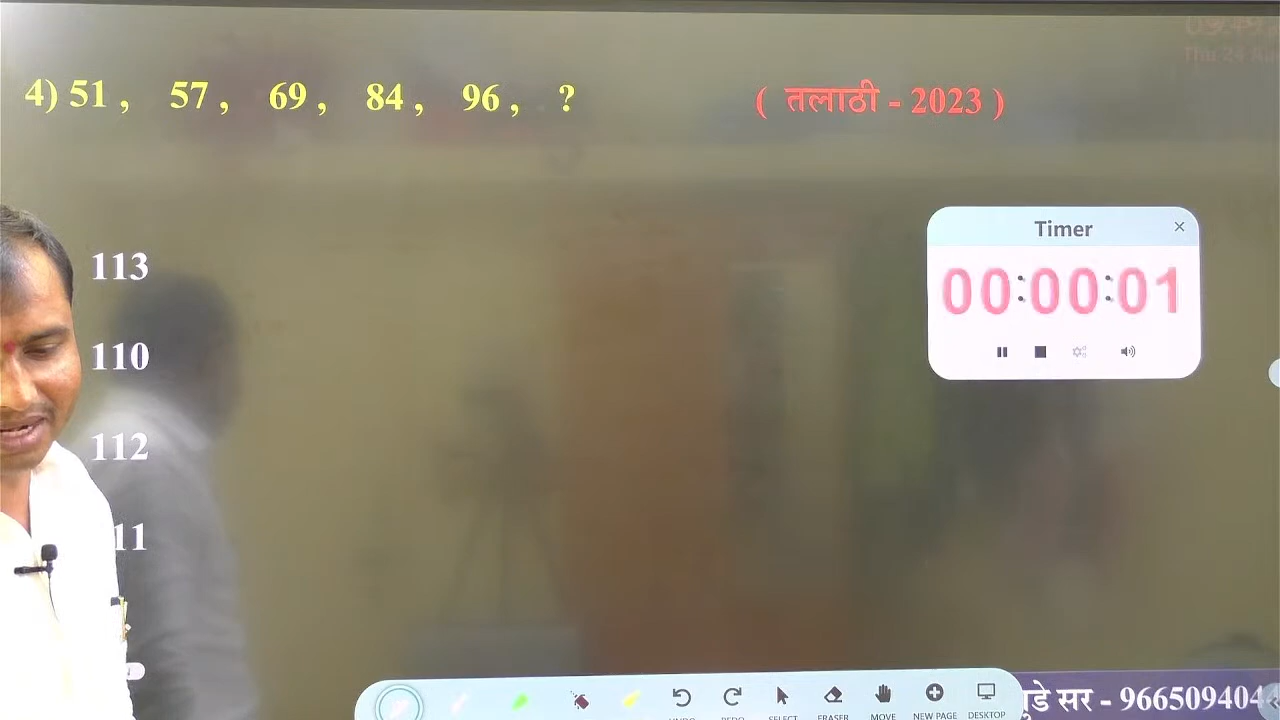 4) 51 , 57 , 69 , 84 , 96 , ? ( तलाठी - 2023 )
113
110
112
11
Timer
00:00:01
UNDO REDO SELECT ERASER MOVE NEW PAGE DESKTOP
सर - 966509404